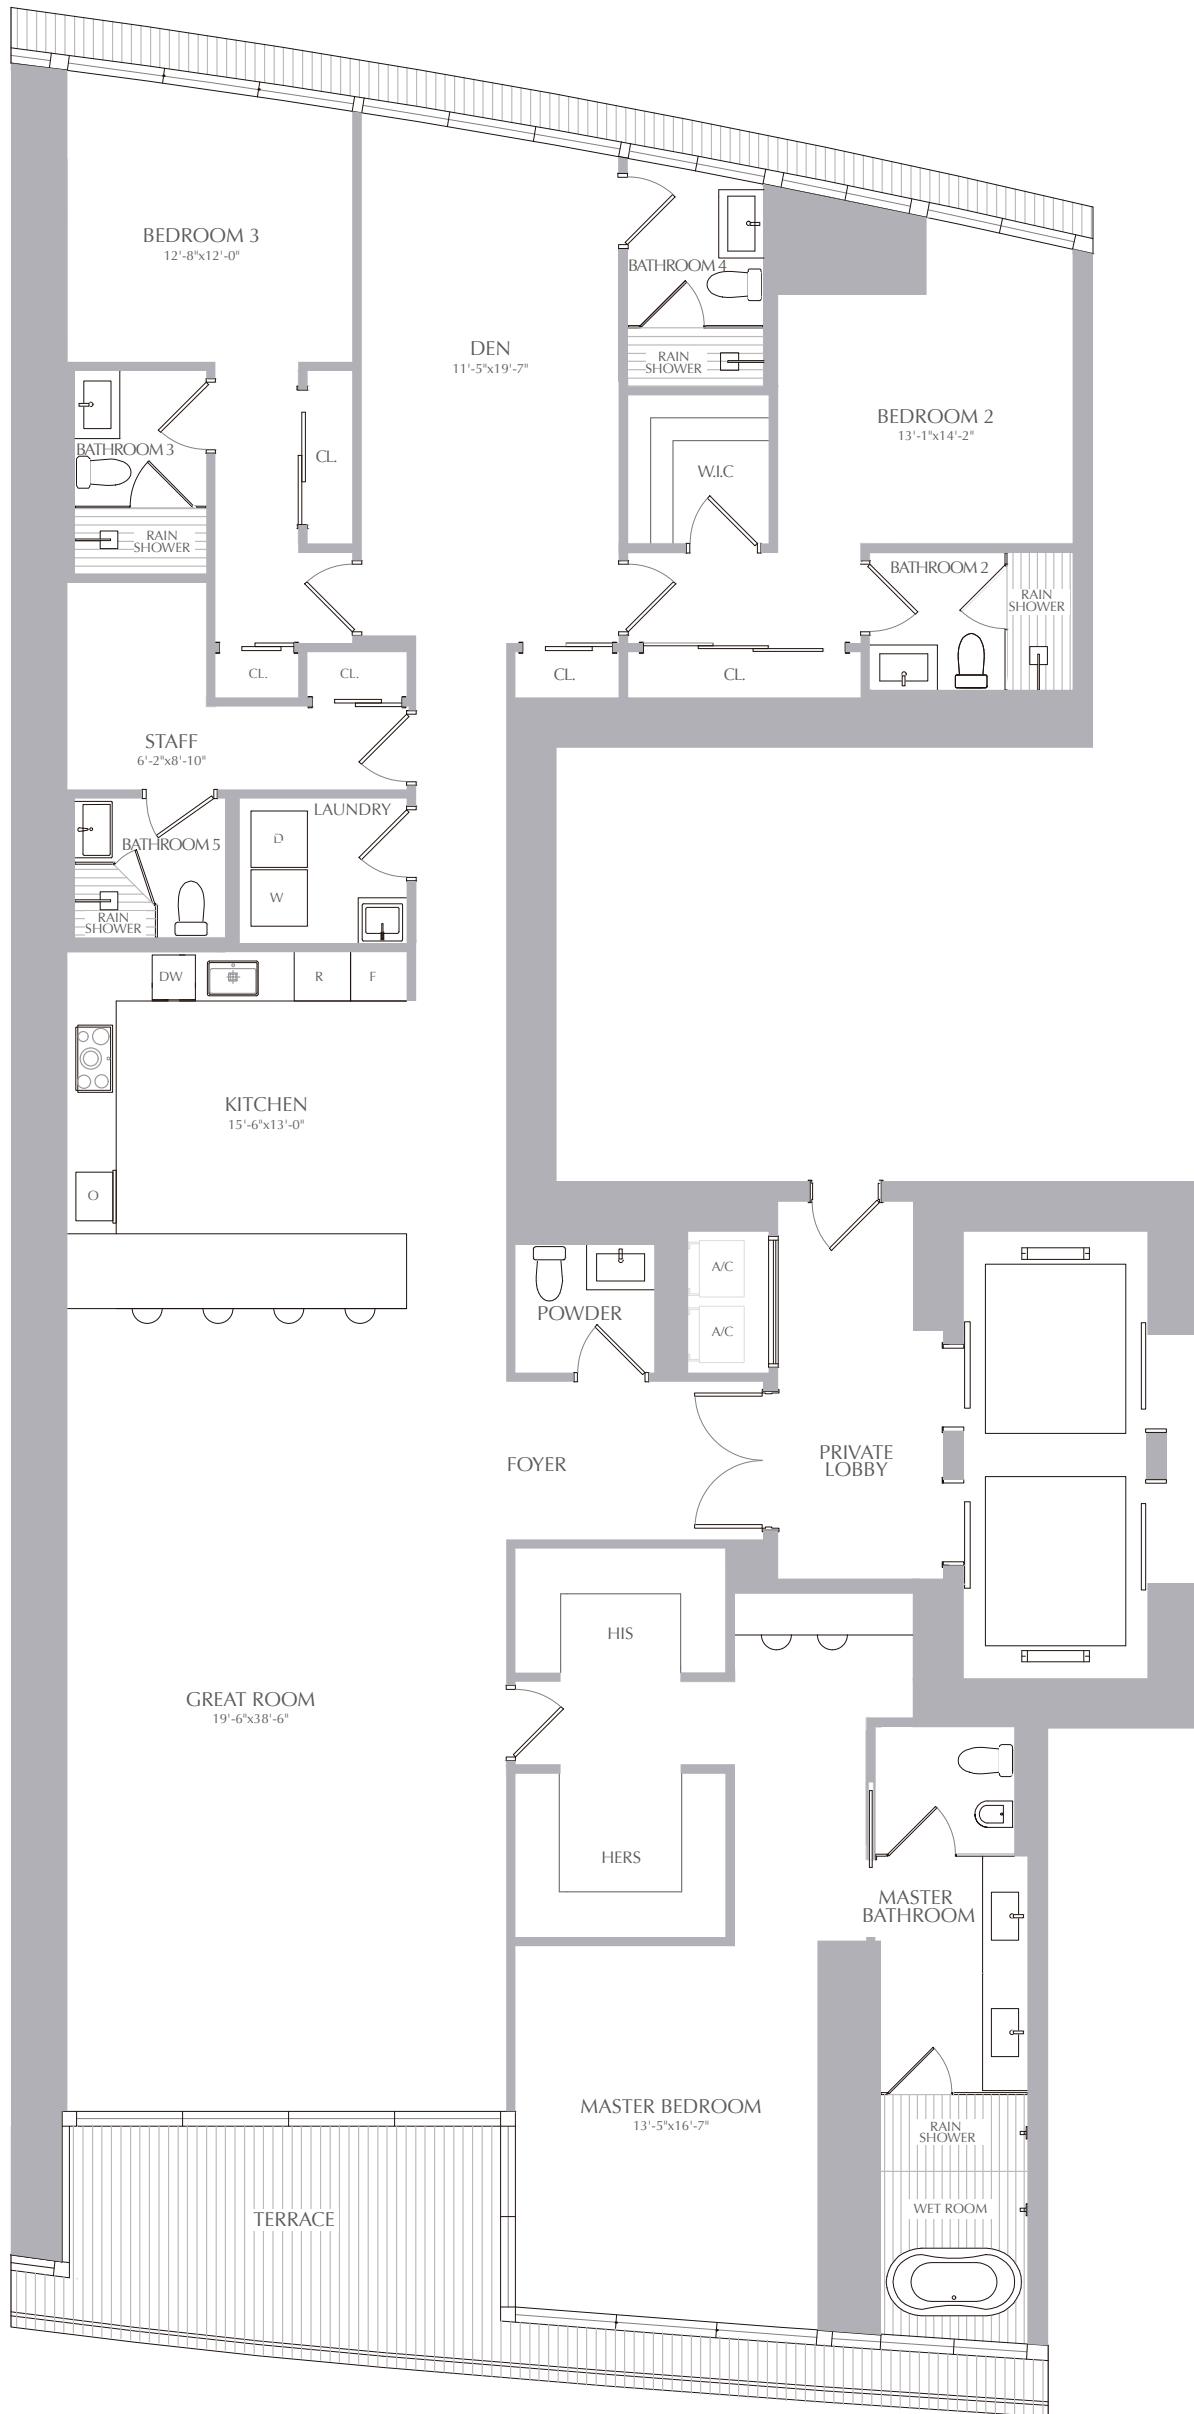 BEDROOM 3
12'-8"x12'-0"
BATHROOM 4
RAIN
SHOWER
DEN
11'-5"x19'-7"
BEDROOM 2
13'-1"x14'-2"
BATHROOM 3
CL.
W.I.C
RAIN
SHOWER
BATHROOM 2
RAIN
SHOWER
CL.
CL.
CL.
CL.
STAFF
6'-2"x8'-10"
LAUNDRY
D
BATHROOM 5
W
RAIN
SHOWER
DW
R
F
KITCHEN
15'-6"x13'-0"
O
A/C
POWDER
A/C
FOYER
PRIVATE
LOBBY
HIS
GREAT ROOM
19'-6"x38'-6"
HERS
MASTER
BATHROOM
MASTER BEDROOM
13'-5"x16'-7"
RAIN
SHOWER
WET ROOM
TERRACE